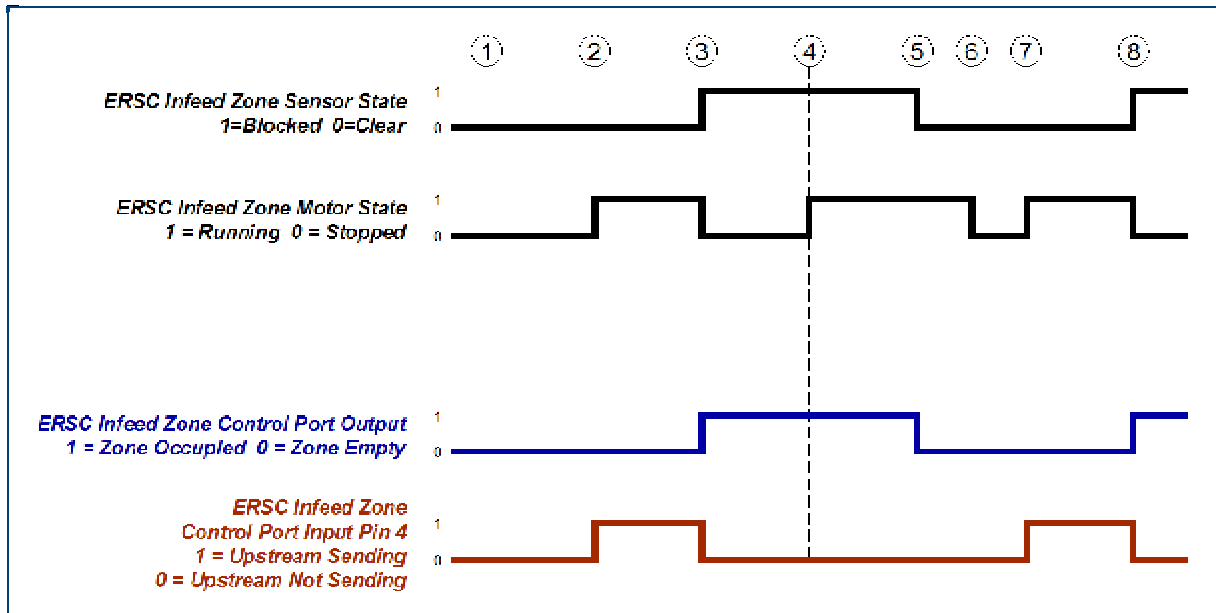 1 2 3 4 5 6 7 8
ERSC Infeed Zone Sensor State
1=Blocked 0=Clear
1
0
ERSC Infeed Zone Motor State
1 = Running 0 = Stopped
1
0
ERSC Infeed Zone Control Port Output
1 = Zone Occupied 0 = Zone Empty
1
0
ERSC Infeed Zone
Control Port Input Pin 4
1 = Upstream Sending
0 = Upstream Not Sending
1
0